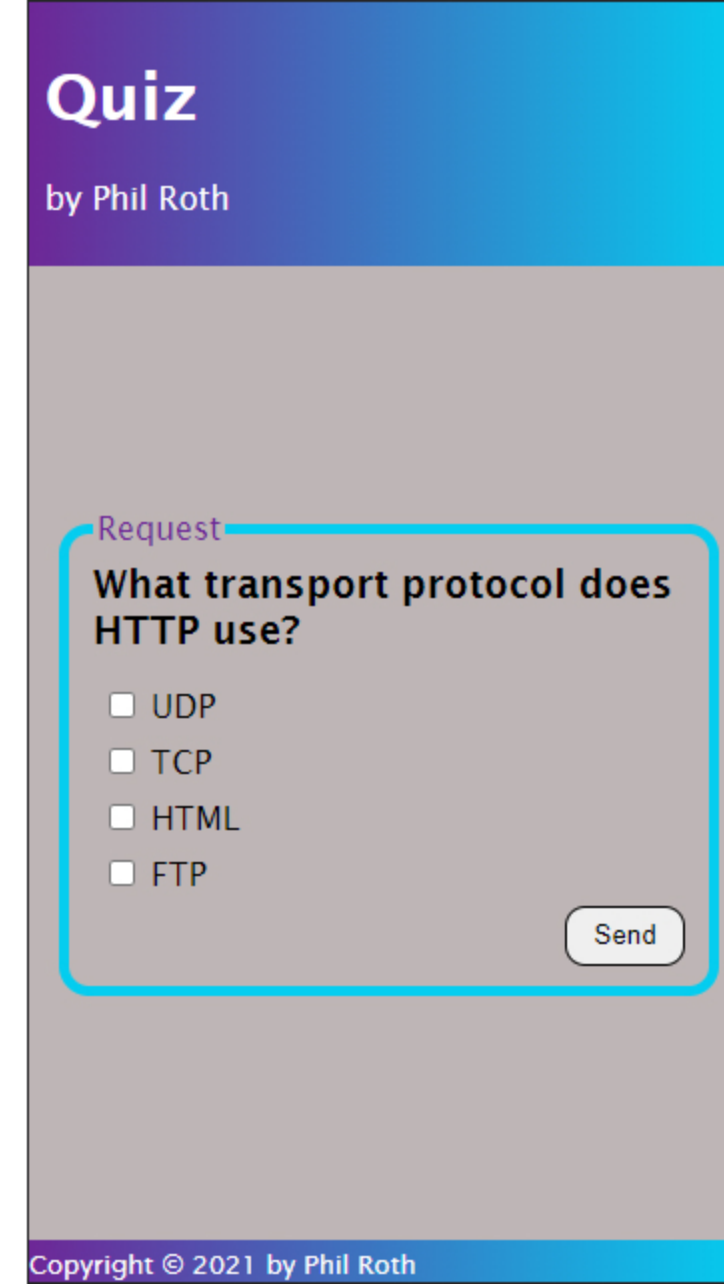 Quiz
by Phil Roth
Request
What transport protocol does
HTTP use?
UDP
TCP
HTML
FTP
Send
Copyright © 2021 by Phil Roth